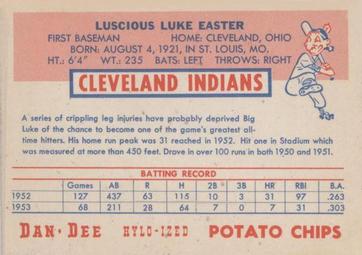 LUSCIOUS LUKE EASTER
FIRST BASEMAN HOME: CLEVELAND, OHIO
BORN: AUGUST 4, 1921, IN ST. LOUIS, MO.
HT.: 6'4" WT.: 235 BATS: LEFT THROWS: RIGHT
CLEVELAND INDIANS
A series of crippling leg injuries have probably deprived Big
Luke of the chance to become one of the game's greatest all-
time hitters. His home run peak was 31 reached in 1952. Hit one in Stadium which
was measured at more than 450 feet. Drove in over 100 runs in both 1950 and 1951.
BATTING RECORD
Games AB R H 2B 3B HR RBI B.A.
1952 127 437 63 115 10 3 31 97 .263
1953 68 211 28 64 7 0 7 31 .303
DAN·DEE HYLO-IZED POTATO CHIPS